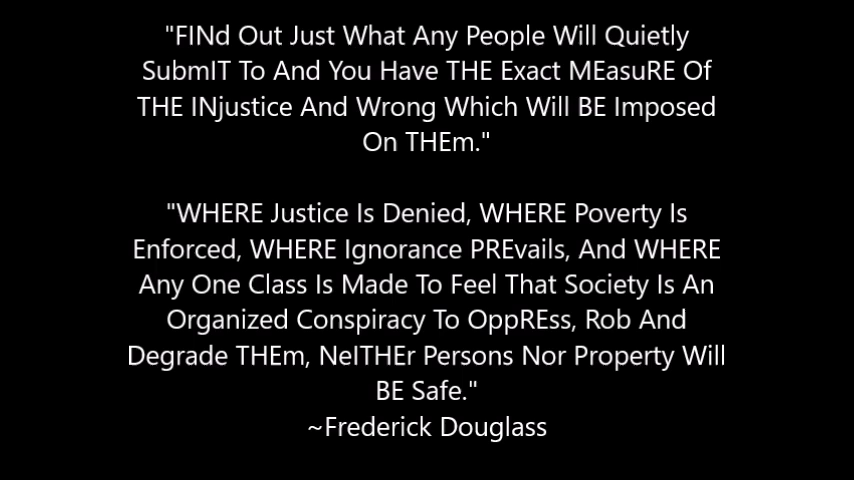 "FINd Out Just What Any People Will Quietly
SubmIT To And You Have THE Exact MEasuRE Of
THE INjustice And Wrong Which Will BE Imposed
On THEm."
"WHERE Justice Is Denied, WHERE Poverty Is
Enforced, WHERE Ignorance PREvails, And WHERE
Any One Class Is Made To Feel That Society Is An
Organized Conspiracy To OppREss, Rob And
Degrade THEm, NeITHEr Persons Nor Property Will
BE Safe."
~Frederick Douglass